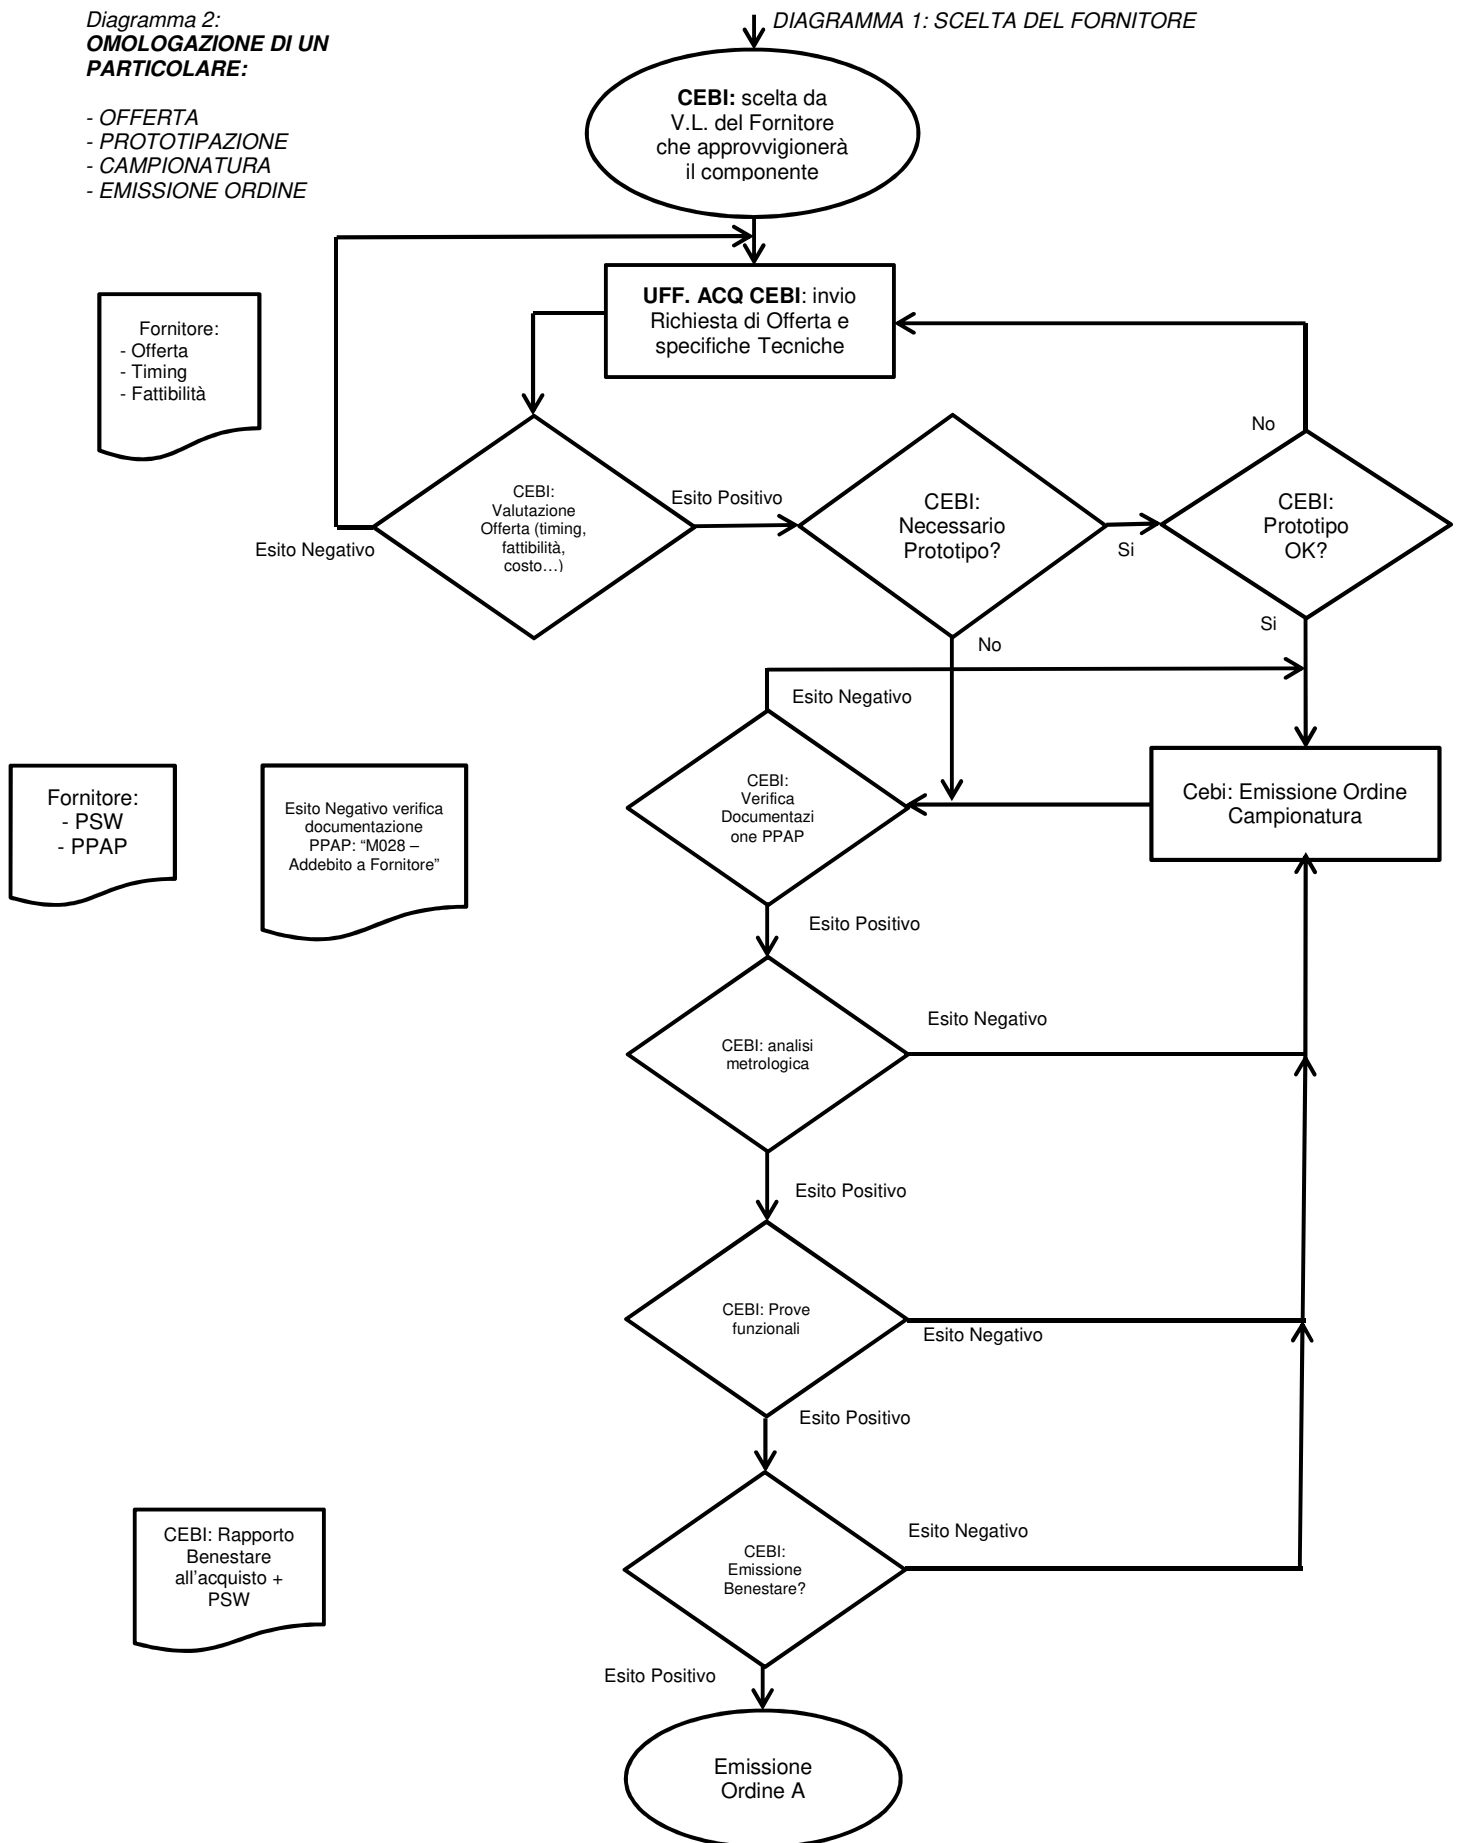 Diagramma 2:
OMOLOGAZIONE DI UN
PARTICOLARE:
- OFFERTA
- PROTOTIPAZIONE
- CAMPIONATURA
- EMISSIONE ORDINE
DIAGRAMMA 1: SCELTA DEL FORNITORE
CEBI: scelta da
V.L. del Fornitore
che approvvigionerà
il componente
UFF. ACQ CEBI: invio
Richiesta di Offerta e
specifiche Tecniche
Fornitore:
- Offerta
- Timing
- Fattibilità
CEBI:
Valutazione
Offerta (timing,
fattibilità,
costo…)
Esito Negativo
Esito Positivo
CEBI:
Necessario
Prototipo?
Si
No
CEBI:
Prototipo
OK?
No
Si
Esito Negativo
Fornitore:
- PSW
- PPAP
Esito Negativo verifica
documentazione
PPAP: “M028 –
Addebito a Fornitore”
CEBI:
Verifica
Documentazi
one PPAP
Cebi: Emissione Ordine
Campionatura
Esito Positivo
CEBI: analisi
metrologica
Esito Negativo
Esito Positivo
CEBI: Prove
funzionali
Esito Negativo
Esito Positivo
CEBI: Rapporto
Benestare
all’acquisto +
PSW
CEBI:
Emissione
Benestare?
Esito Negativo
Esito Positivo
Emissione
Ordine A